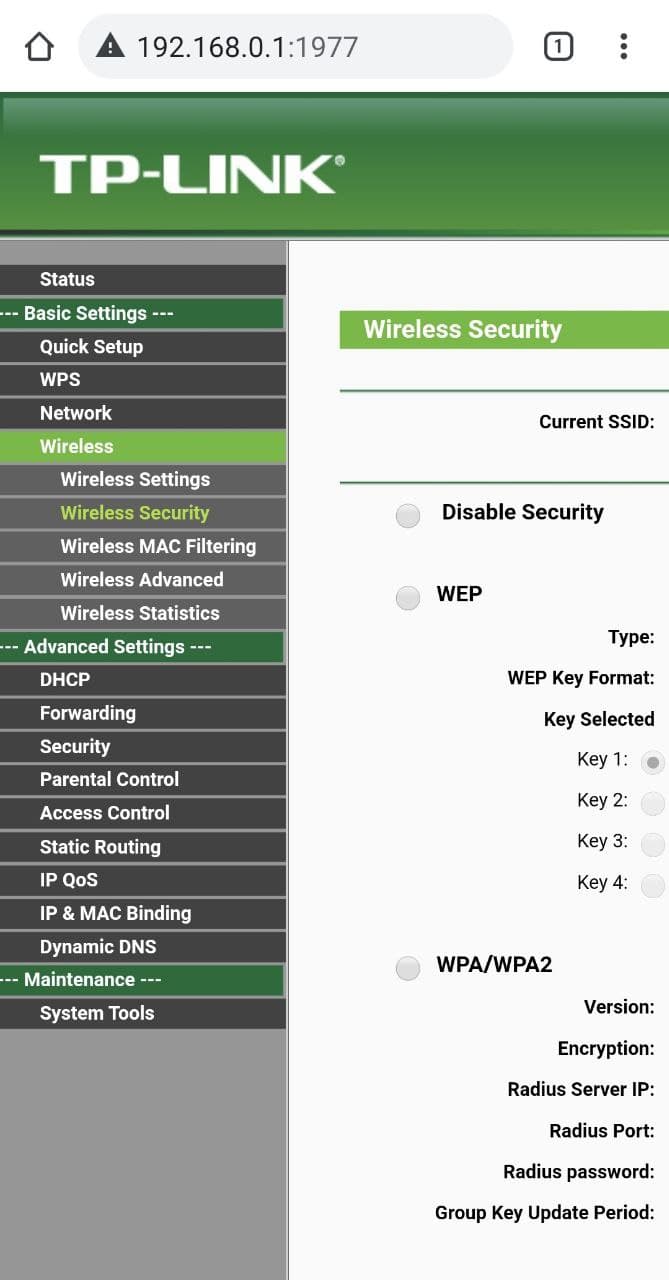 192.168.0.1:1977
1
TP-LINK®
Status
--- Basic Settings ---
Quick Setup
WPS
Network
Wireless
Wireless Settings
Wireless Security
Wireless MAC Filtering
Wireless Advanced
Wireless Statistics
--- Advanced Settings ---
DHCP
Forwarding
Security
Parental Control
Access Control
Static Routing
IP QoS
IP & MAC Binding
Dynamic DNS
--- Maintenance ---
System Tools
Wireless Security
Current SSID:
Disable Security
WEP
Type:
WEP Key Format:
Key Selected
Key 1:
Key 2:
Key 3:
Key 4:
WPA/WPA2
Version:
Encryption:
Radius Server IP:
Radius Port:
Radius password:
Group Key Update Period: